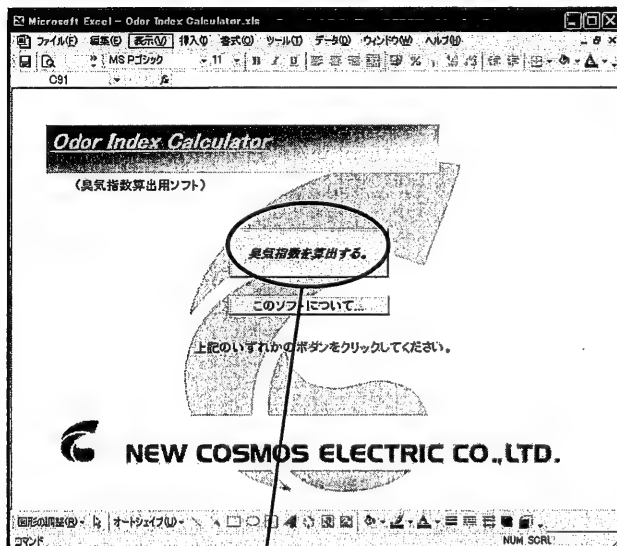 Microsoft Excel - Odor Index Calculator.xls
ファイル(F) 編集(E) 表示(V) 挿入(I) 書式(O) ツール(T) データ(D) ウィンドウ(W) ヘルプ(H)
MS Pゴシック 11 B I U
C91
Odor Index Calculator
(臭気指数算出用ソフト)
臭気指数を算出する。
このソフトについて...
上記のいずれかのボタンをクリックしてください。
NEW COSMOS ELECTRIC CO.,LTD.
図形の調整(R) オートシェイプ(U)
コマンド NUM SCRL